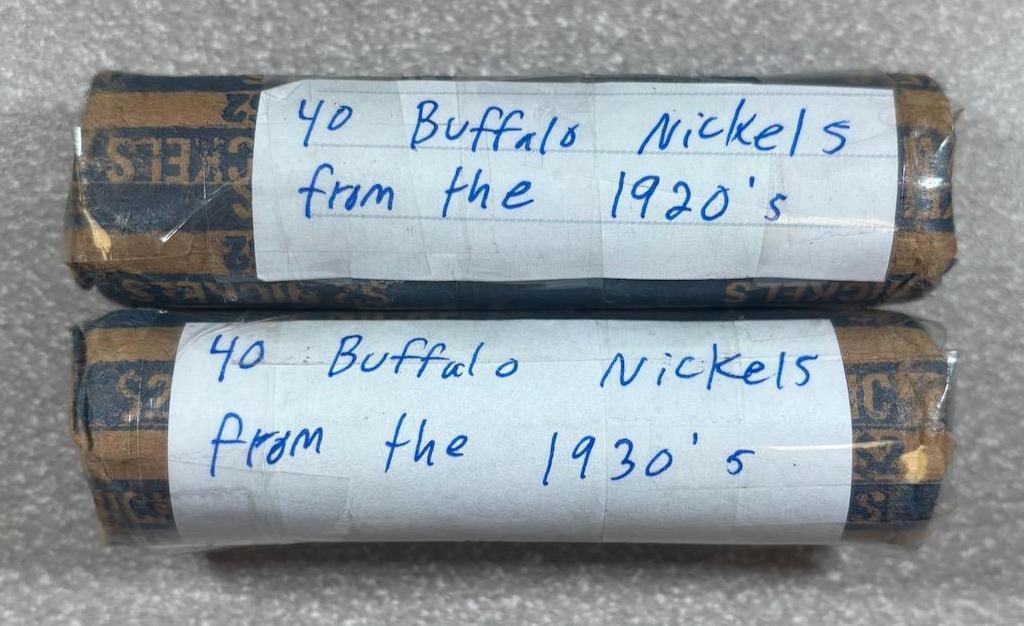 40 Buffalo Nickels
from the 1920's
40 Buffalo Nickels
from the 1930's